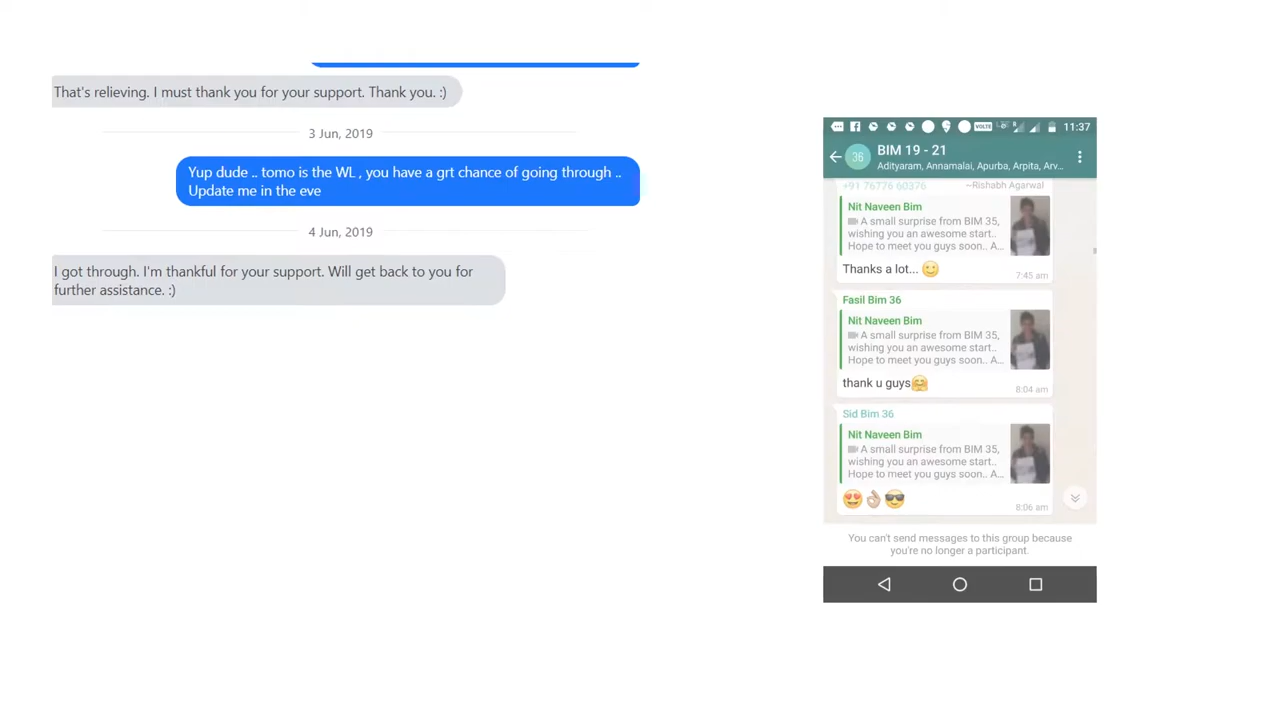 That's relieving. I must thank you for your support. Thank you. :)
3 Jun, 2019
Yup dude .. tomo is the WL , you have a grt chance of going through ..
Update me in the eve
4 Jun, 2019
I got through. I'm thankful for your support. Will get back to you for
further assistance. :)
VOLTE 11:37
36
BIM 19 - 21
Adityaram, Annamalai, Apurba, Arpita, Arv...
+91 76776 60376 ~Rishabh Agarwal
Nit Naveen Bim
A small surprise from BIM 35,
wishing you an awesome start..
Hope to meet you guys soon.. A...
Thanks a lot... 🙂
7:45 am
Fasil Bim 36
Nit Naveen Bim
A small surprise from BIM 35,
wishing you an awesome start..
Hope to meet you guys soon.. A...
thank u guys🤗
8:04 am
Sid Bim 36
Nit Naveen Bim
A small surprise from BIM 35,
wishing you an awesome start..
Hope to meet you guys soon.. A...
😍👌😎
8:06 am
You can't send messages to this group because
you're no longer a participant.